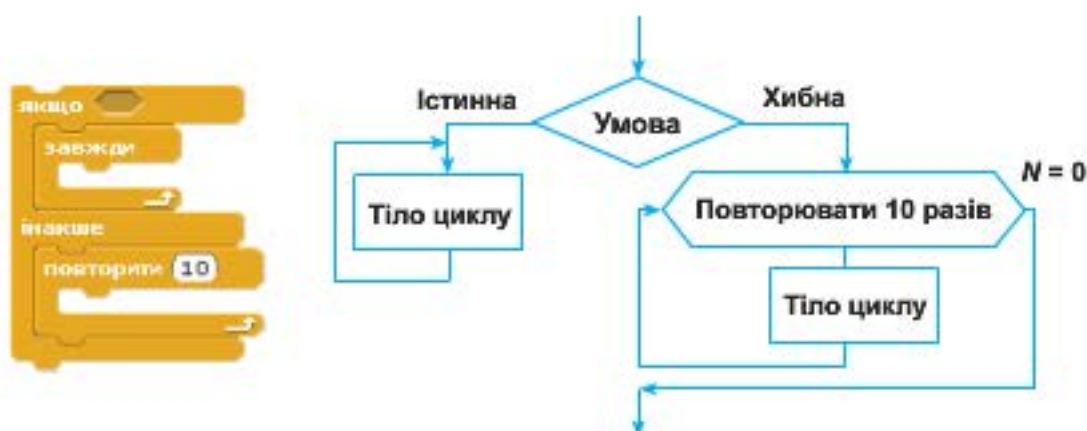 якщо
завжди
інакше
повторити 10
Умова
Істинна
Хибна
Тіло циклу
N = 0
Повторювати 10 разів
Тіло циклу